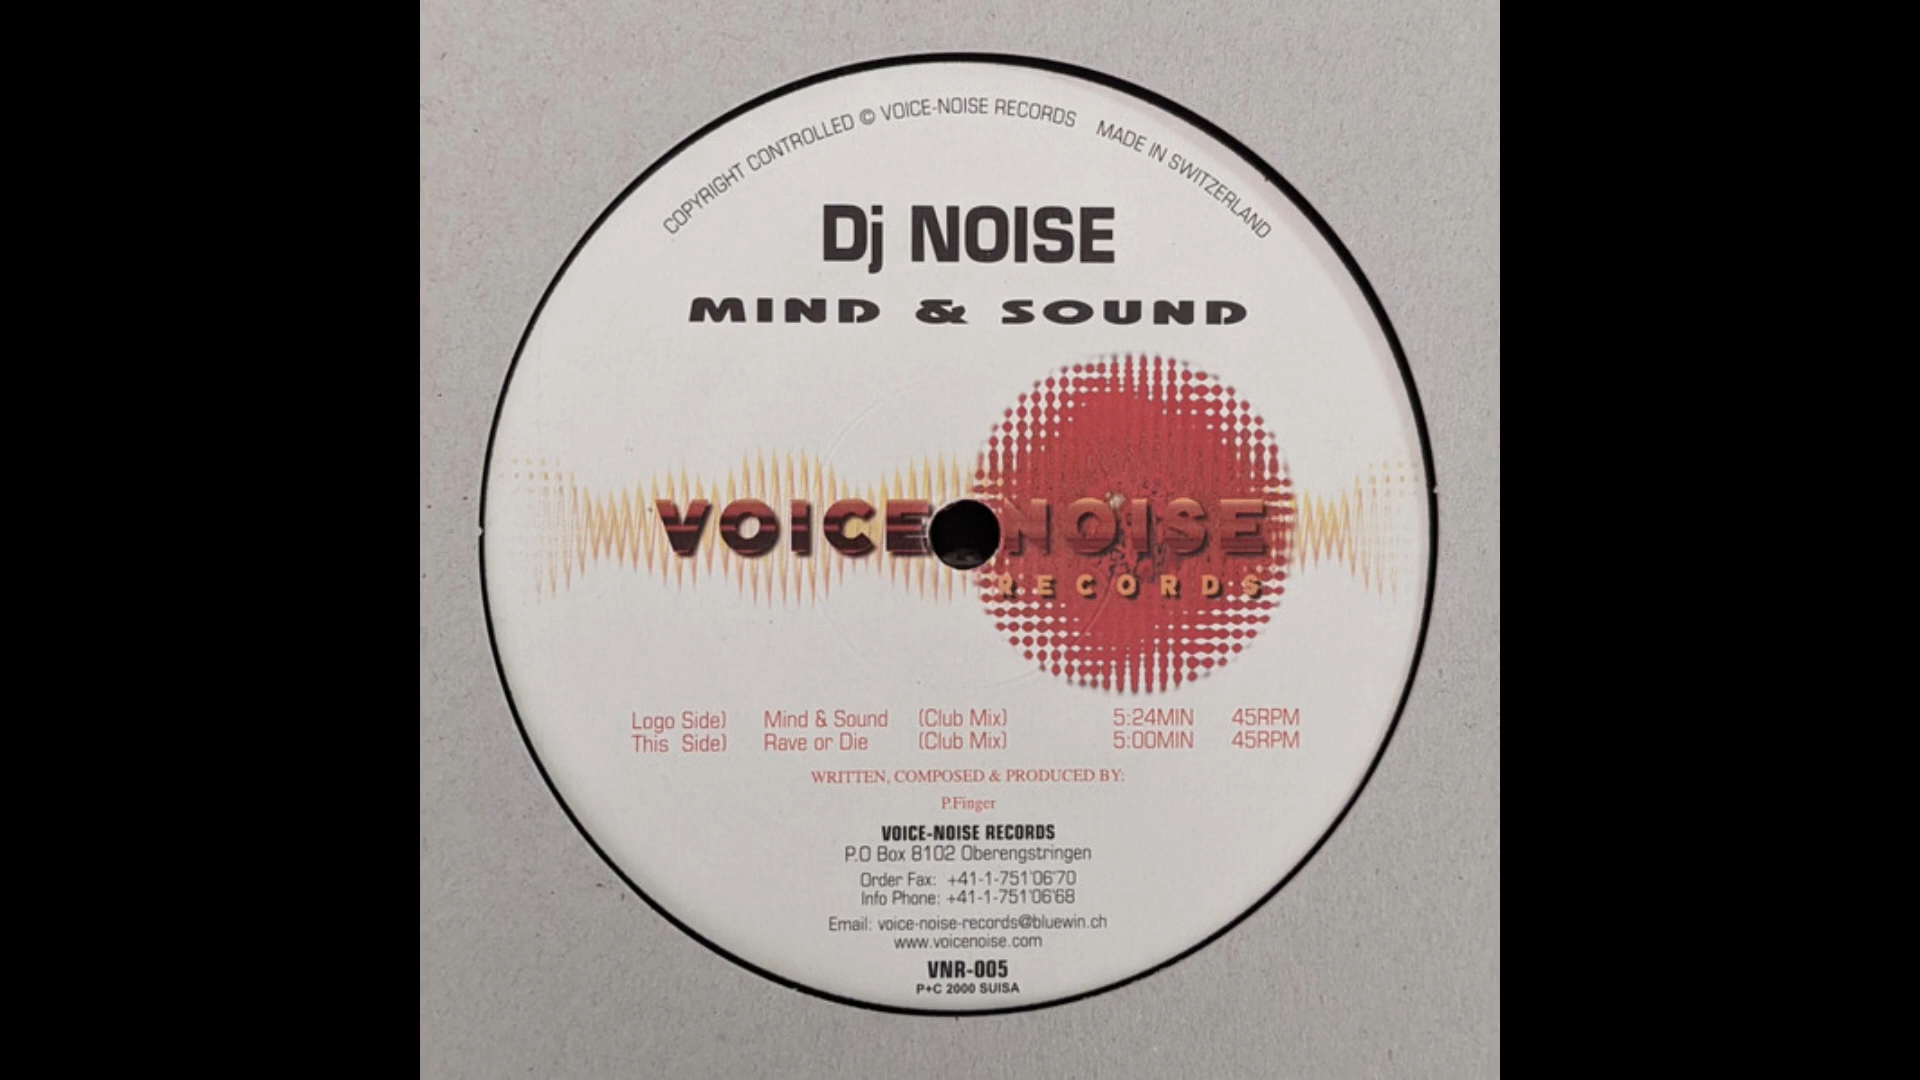 COPYRIGHT CONTROLLED © VOICE-NOISE RECORDS MADE IN SWITZERLAND
Dj NOISE
MIND & SOUND
VOICE NOISE
RECORDS
Logo Side) Mind & Sound (Club Mix) 5:24MIN 45RPM
This Side) Rave or Die (Club Mix) 5:00MIN 45RPM
WRITTEN, COMPOSED & PRODUCED BY:
P.Finger
VOICE-NOISE RECORDS
P.O Box 8102 Oberengstringen
Order Fax: +41-1-751'06'70
Info Phone: +41-1-751'06'68
Email: voice-noise-records@bluewin.ch
www.voicenoise.com
VNR-005
P+C 2000 SUISA